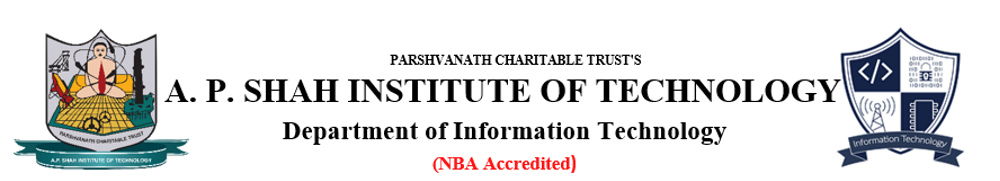 PARSHVANATH CHARITABLE TRUST'S
A. P. SHAH INSTITUTE OF TECHNOLOGY
Department of Information Technology
(NBA Accredited)
PARSHVANATH CHARITABLE TRUST
A.P. SHAH INSTITUTE OF TECHNOLOGY
</>
Information Technology